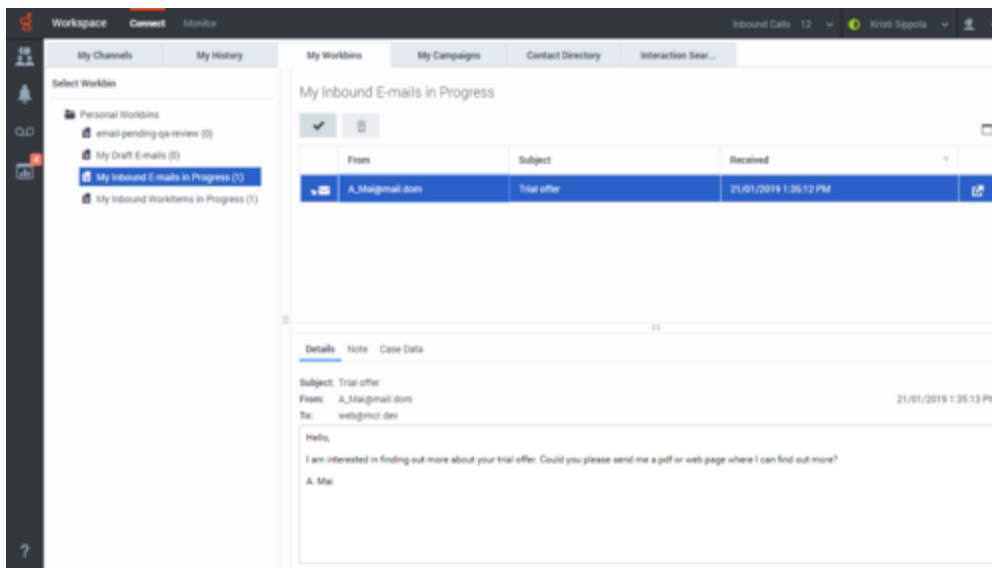 Workspace Connect Monitor Inbound Calls 12 Kristi Sippola
My Channels My History My Workbins My Campaigns Contact Directory Interaction Sear...
Select Workbin
Personal Workbins
email-pending-qa-review (0)
My Draft E-mails (0)
My Inbound E-mails in Progress (1)
My Inbound Workitems in Progress (1)
4
My Inbound E-mails in Progress
From Subject Received
A_Mai@mail.dom Trial offer 21/01/2019 1:35:12 PM
Details Note Case Data
Subject: Trial offer
From: A_Mai@mail.dom 21/01/2019 1:35:13 PM
To: web@mcr.dev
Hello,
I am interested in finding out more about your trial offer. Could you please send me a pdf or web page where I can find out more?
A. Mai
?